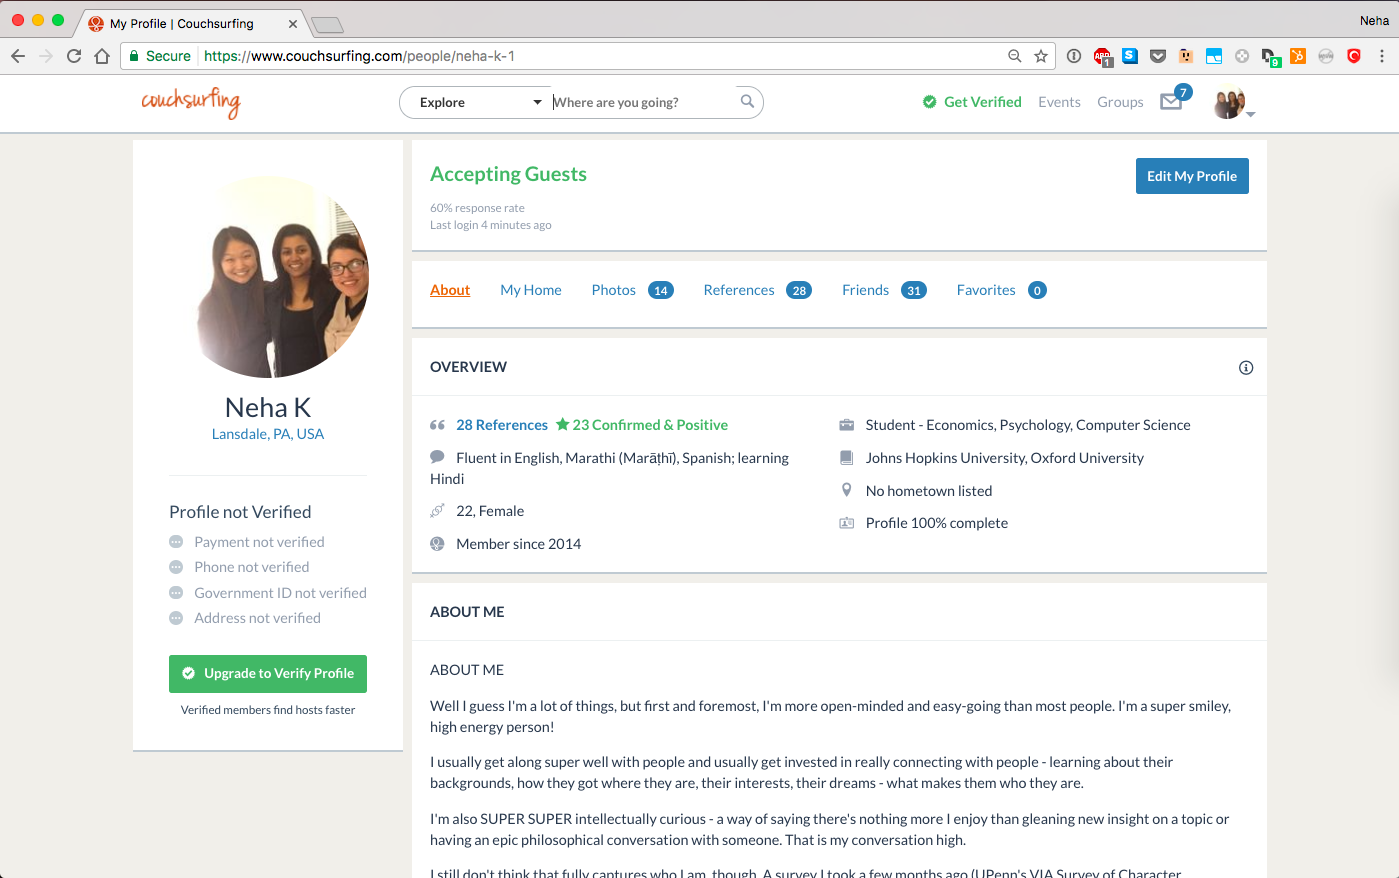 My Profile | Couchsurfing
Neha
Secure https://www.couchsurfing.com/people/neha-k-1
1
9
couchsurfing
Explore
Where are you going?
Get Verified
Events
Groups
7
Accepting Guests
60% response rate
Last login 4 minutes ago
Edit My Profile
About
My Home
Photos 14
References 28
Friends 31
Favorites 0
Neha K
Lansdale, PA, USA
Profile not Verified
Payment not verified
Phone not verified
Government ID not verified
Address not verified
Upgrade to Verify Profile
Verified members find hosts faster
OVERVIEW
28 References 23 Confirmed & Positive
Fluent in English, Marathi (Marāṭhī), Spanish; learning
Hindi
22, Female
Member since 2014
Student - Economics, Psychology, Computer Science
Johns Hopkins University, Oxford University
No hometown listed
Profile 100% complete
ABOUT ME
ABOUT ME
Well I guess I'm a lot of things, but first and foremost, I'm more open-minded and easy-going than most people. I'm a super smiley,
high energy person!
I usually get along super well with people and usually get invested in really connecting with people - learning about their
backgrounds, how they got where they are, their interests, their dreams - what makes them who they are.
I'm also SUPER SUPER intellectually curious - a way of saying there's nothing more I enjoy than gleaning new insight on a topic or
having an epic philosophical conversation with someone. That is my conversation high.
I still don't think that fully captures who I am, though. A survey I took a few months ago (UPenn's VIA Survey of Character